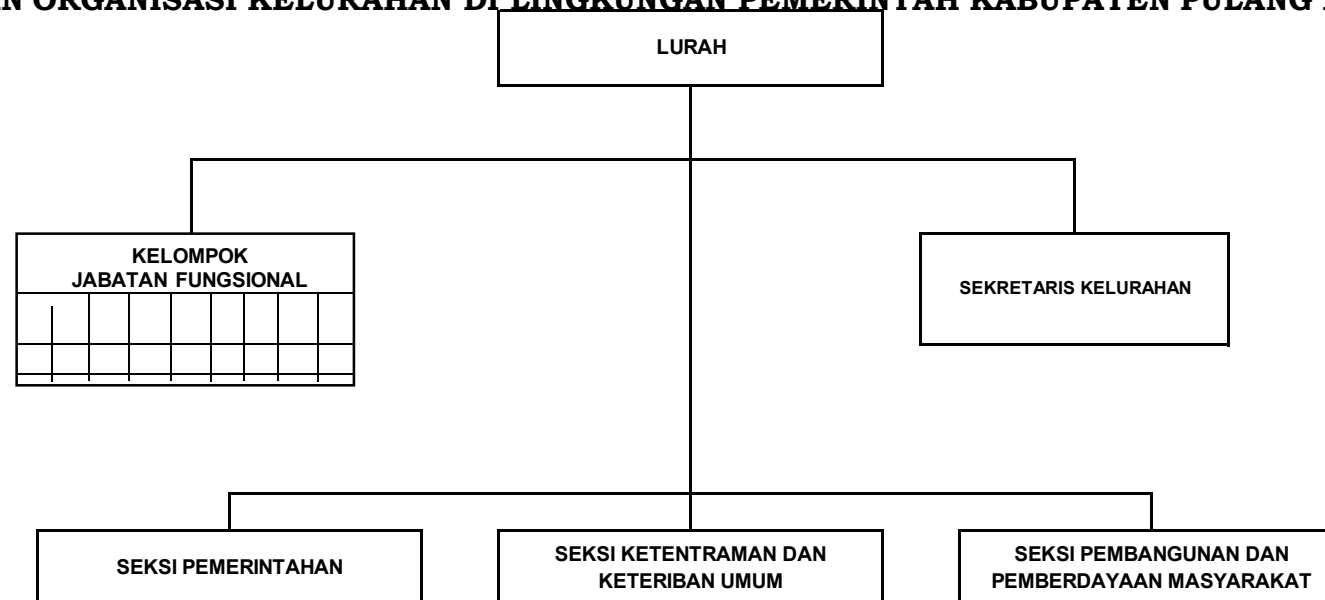 ORGANISASI KELURAHAN DI LINGKUNGAN PEMERINTAH KABUPATEN PULANG
LURAH
KELOMPOK
JABATAN FUNGSIONAL
SEKRETARIS KELURAHAN
SEKSI PEMERINTAHAN
SEKSI KETENTRAMAN DAN
KETERIBAN UMUM
SEKSI PEMBANGUNAN DAN
PEMBERDAYAAN MASYARAKAT